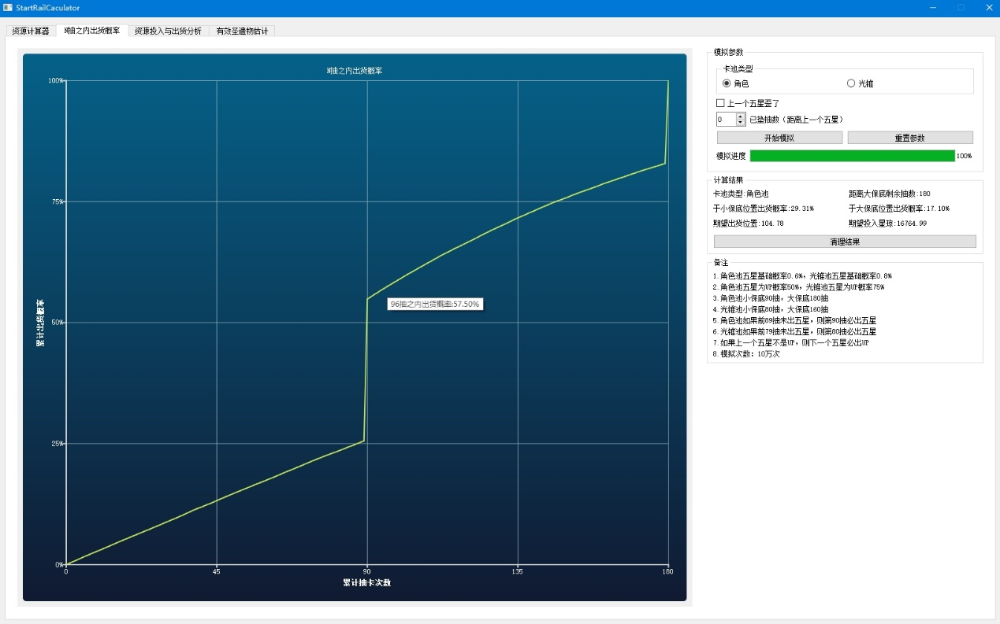 StartRailCaculator
资源计算器 N抽之内出货概率 资源投入与出货分析 有效圣遗物估计
N抽之内出货概率
100%
75%
50%
25%
0%
累计出货概率
96抽之内出货概率:57.50%
0 45 90 135 180
累计抽卡次数
模拟参数
卡池类型
角色 光锥
上一个五星歪了
0 已垫抽数（距离上一个五星）
开始模拟 重置参数
模拟进度 100%
计算结果
卡池类型:角色池 距离大保底剩余抽数:180
于小保底位置出货概率:29.31% 于大保底位置出货概率:17.10%
期望出货位置:104.78 期望投入星琼:16764.99
清理结果
备注
1.角色池五星基础概率0.6%，光锥池五星基础概率0.8%
2.角色池五星为UP概率50%，光锥池五星为UP概率75%
3.角色池小保底90抽，大保底180抽
4.光锥池小保底80抽，大保底160抽
5.角色池如果前89抽未出五星，则第90抽必出五星
6.光锥池如果前79抽未出五星，则第80抽必出五星
7.如果上一个五星不是UP，则下一个五星必出UP
8.模拟次数：10万次